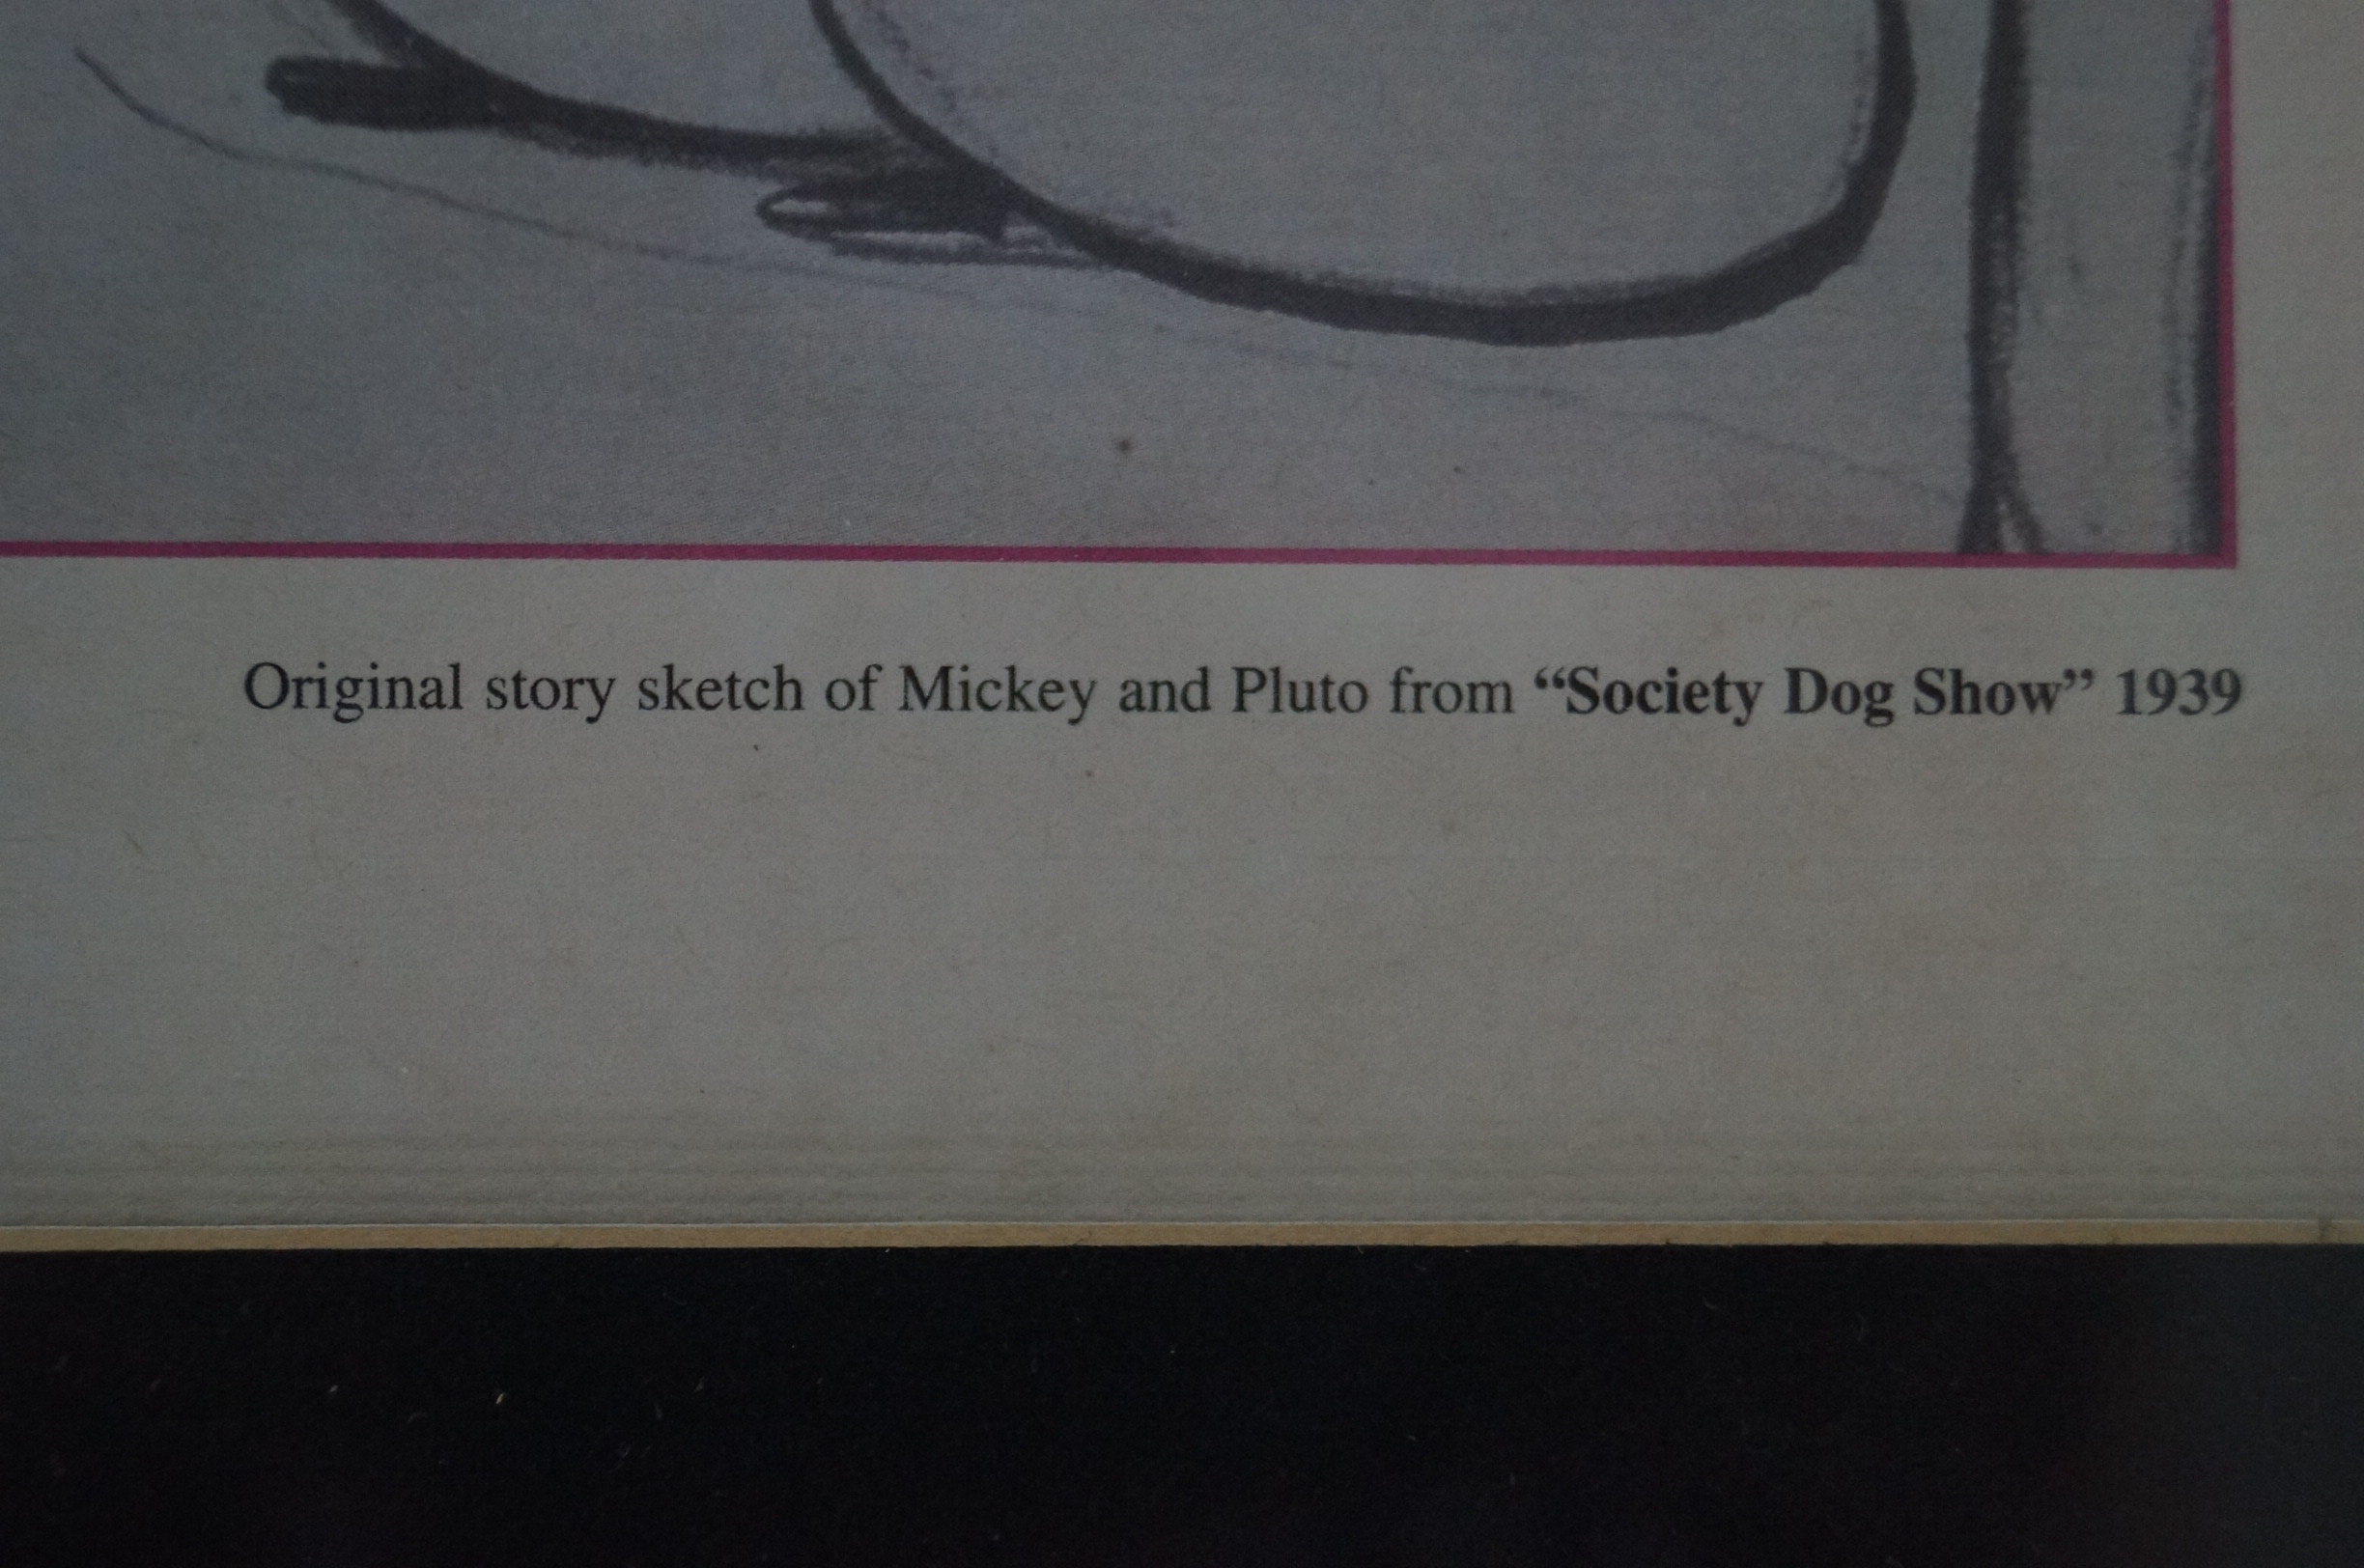 Original story sketch of Mickey and Pluto from “Society Dog Show” 1939